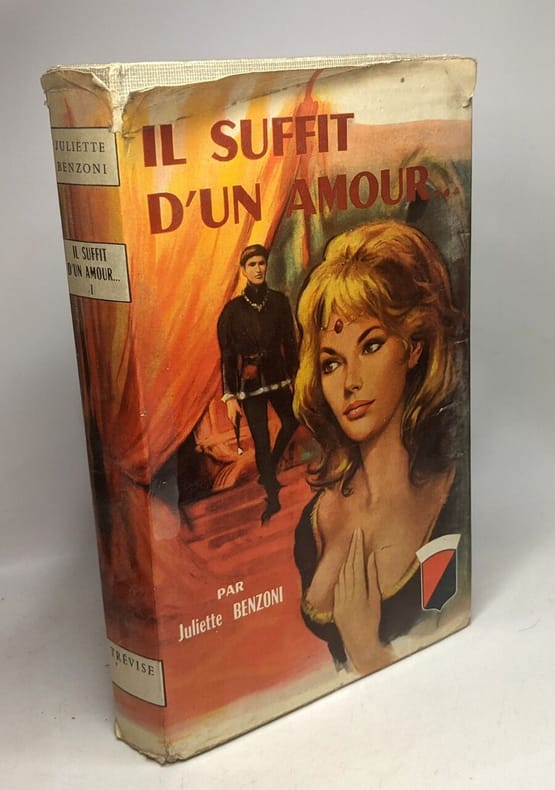 JULIETTE
BENZONI
IL SUFFIT
D'UN AMOUR...
I
TRÉVISE
IL SUFFIT
D'UN AMOUR...
PAR
Juliette BENZONI